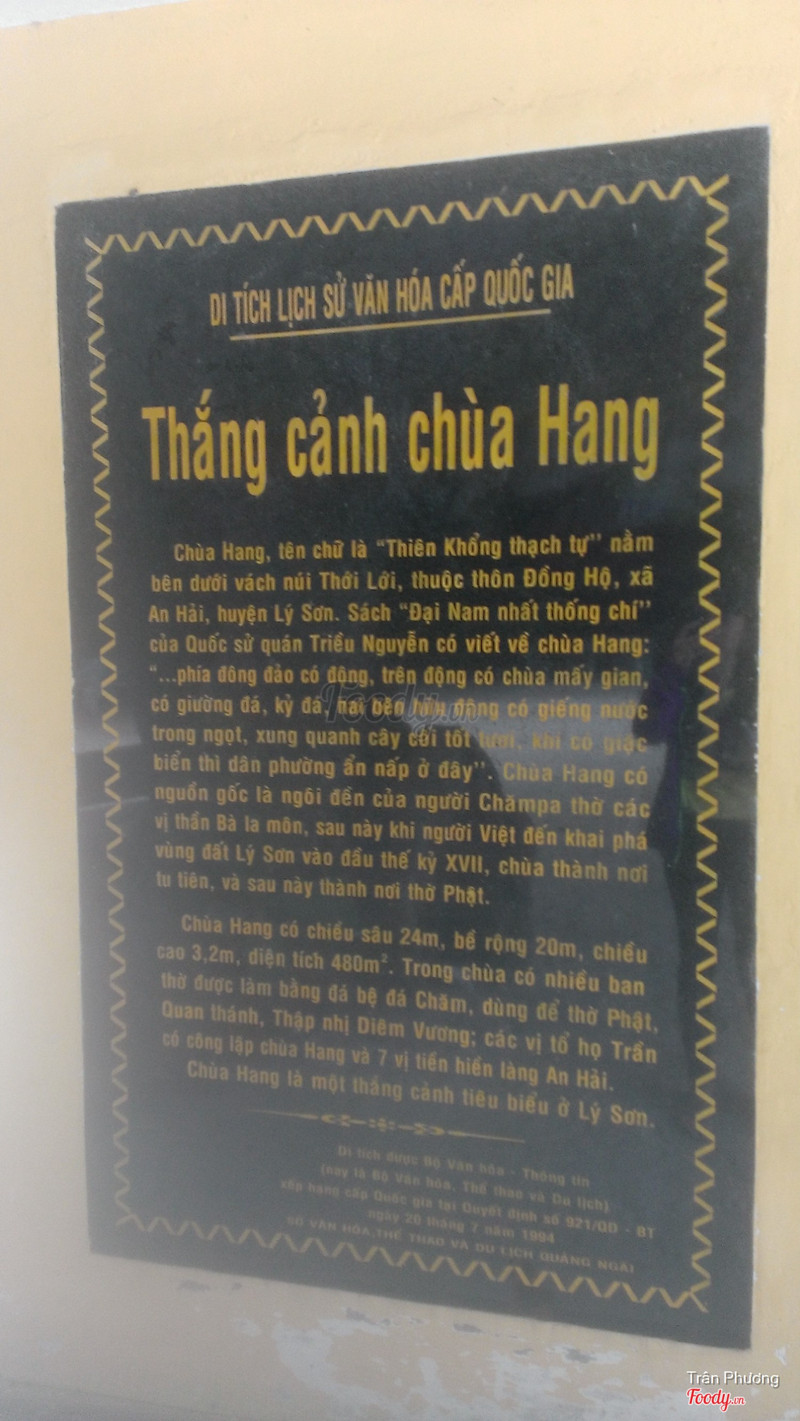 DI TÍCH LỊCH SỬ VĂN HÓA CẤP QUỐC GIA
Thắng cảnh chùa Hang
Chùa Hang, tên chữ là “Thiên Khổng thạch tự” nằm
bên dưới vách núi Thới Lới, thuộc thôn Đồng Hộ, xã
An Hải, huyện Lý Sơn. Sách “Đại Nam nhất thống chí”
của Quốc sử quán Triều Nguyễn có viết về chùa Hang:
“...phía đông đảo có động, trên động có chùa mấy gian,
có giường đá, kỷ đá, hai bên động có giếng nước
trong ngọt, xung quanh cây cối tốt tươi, khi có giặc
biển thì dân phường ẩn nấp ở đây”. Chùa Hang có
nguồn gốc là ngôi đền của người Chămpa thờ các
vị thần Bà la môn, sau này khi người Việt đến khai phá
vùng đất Lý Sơn vào đầu thế kỷ XVII, chùa thành nơi
tu tiên, và sau này thành nơi thờ Phật.
Chùa Hang có chiều sâu 24m, bề rộng 20m, chiều
cao 3,2m, diện tích 480m². Trong chùa có nhiều ban
thờ được làm bằng đá bệ đá Chăm, dùng để thờ Phật,
Quan thánh, Thập nhị Diêm Vương; các vị tổ họ Trần
có công lập chùa Hang và 7 vị tiền hiền làng An Hải.
Chùa Hang là một thắng cảnh tiêu biểu ở Lý Sơn.
Di tích được Bộ Văn hóa - Thông tin
(nay là Bộ Văn hóa, Thể thao và Du lịch)
xếp hạng cấp Quốc gia tại Quyết định số 921/QĐ - BT
ngày 20 tháng 7 năm 1994
SỞ VĂN HÓA, THỂ THAO VÀ DU LỊCH QUẢNG NGÃI
Foody.vn
Trân Phương
Foody.vn